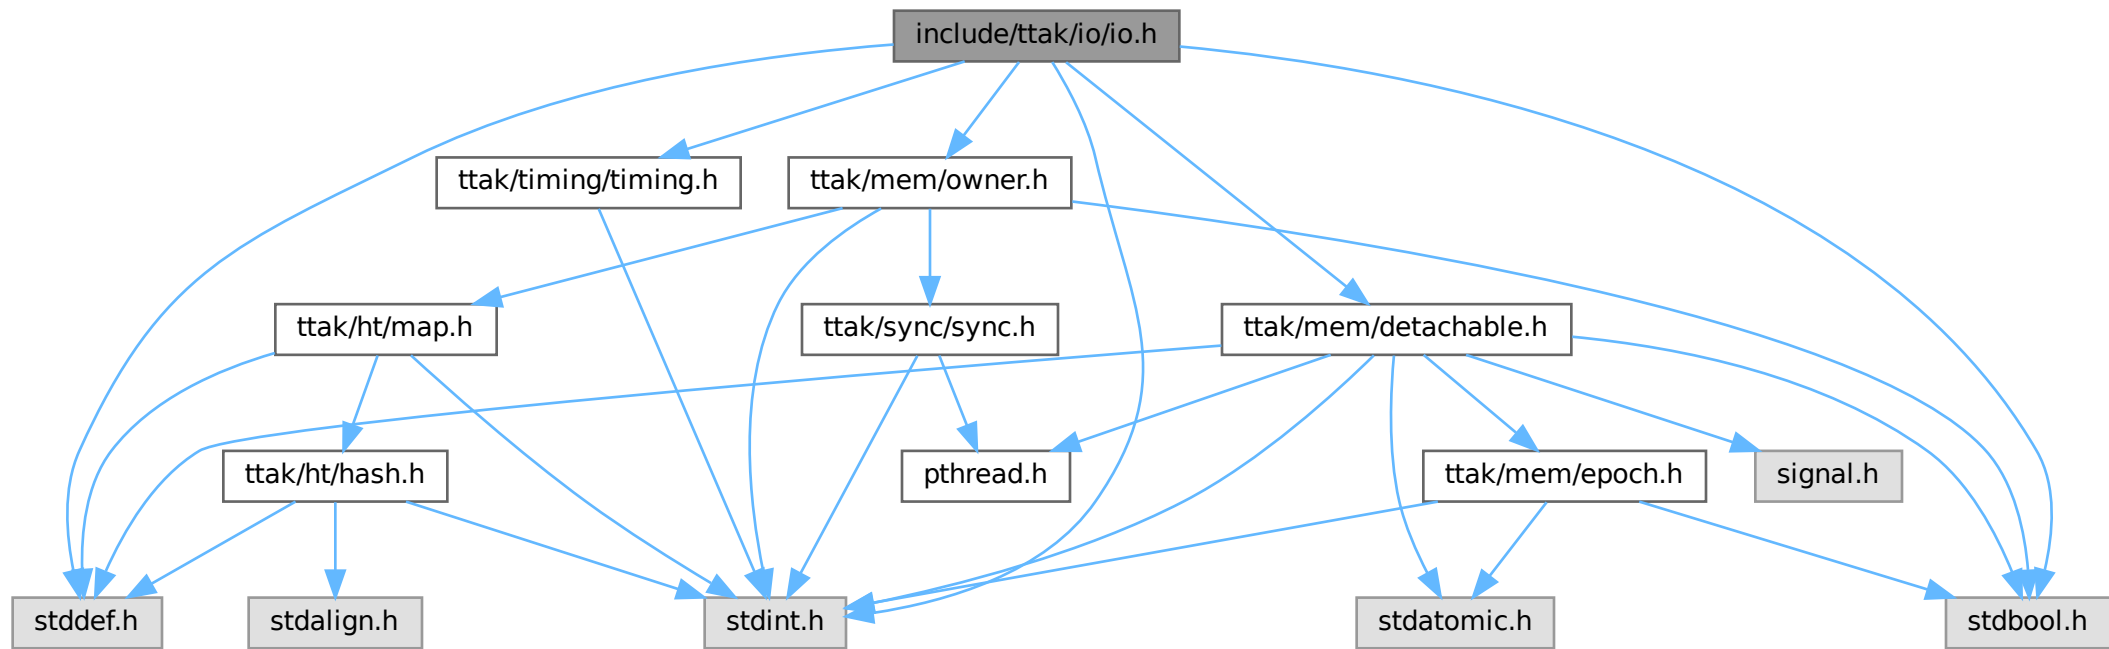 include/ttak/io/io.h
ttak/timing/timing.h
ttak/mem/owner.h
ttak/ht/map.h
ttak/sync/sync.h
ttak/mem/detachable.h
ttak/ht/hash.h
pthread.h
ttak/mem/epoch.h
signal.h
stddef.h
stdalign.h
stdint.h
stdatomic.h
stdbool.h